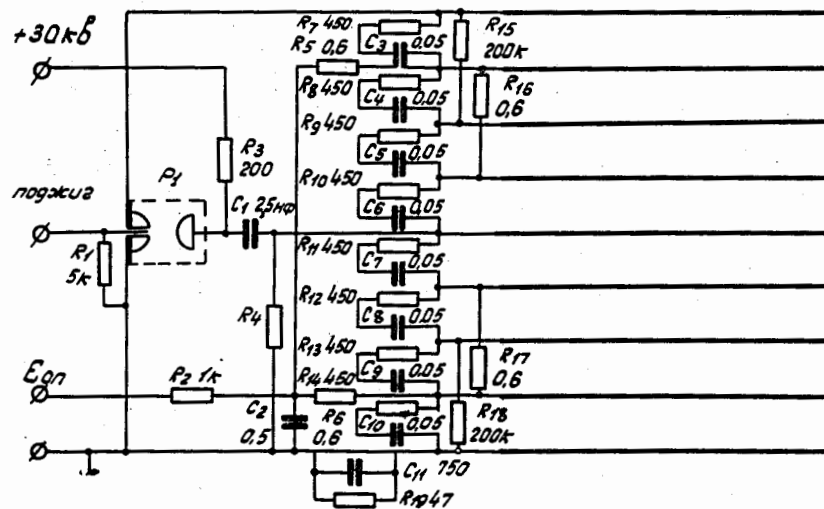 +30кв
R7 450
C3 0,05
R15
200к
R5 0,6
R8 450
C4 0,05
R16
0,6
R9 450
C5 0,05
R3
200
R10 450
C6 0,05
поджиг
P1
C1 2,5нф
R1
5к
R11 450
C7 0,05
R12 450
C8 0,05
R4
R13 450
C9 0,05
R17
0,6
Eоп
R2 1к
R14 450
R6
0,6
C10 0,05
R18
200к
C2
0,5
C11 750
R19 47